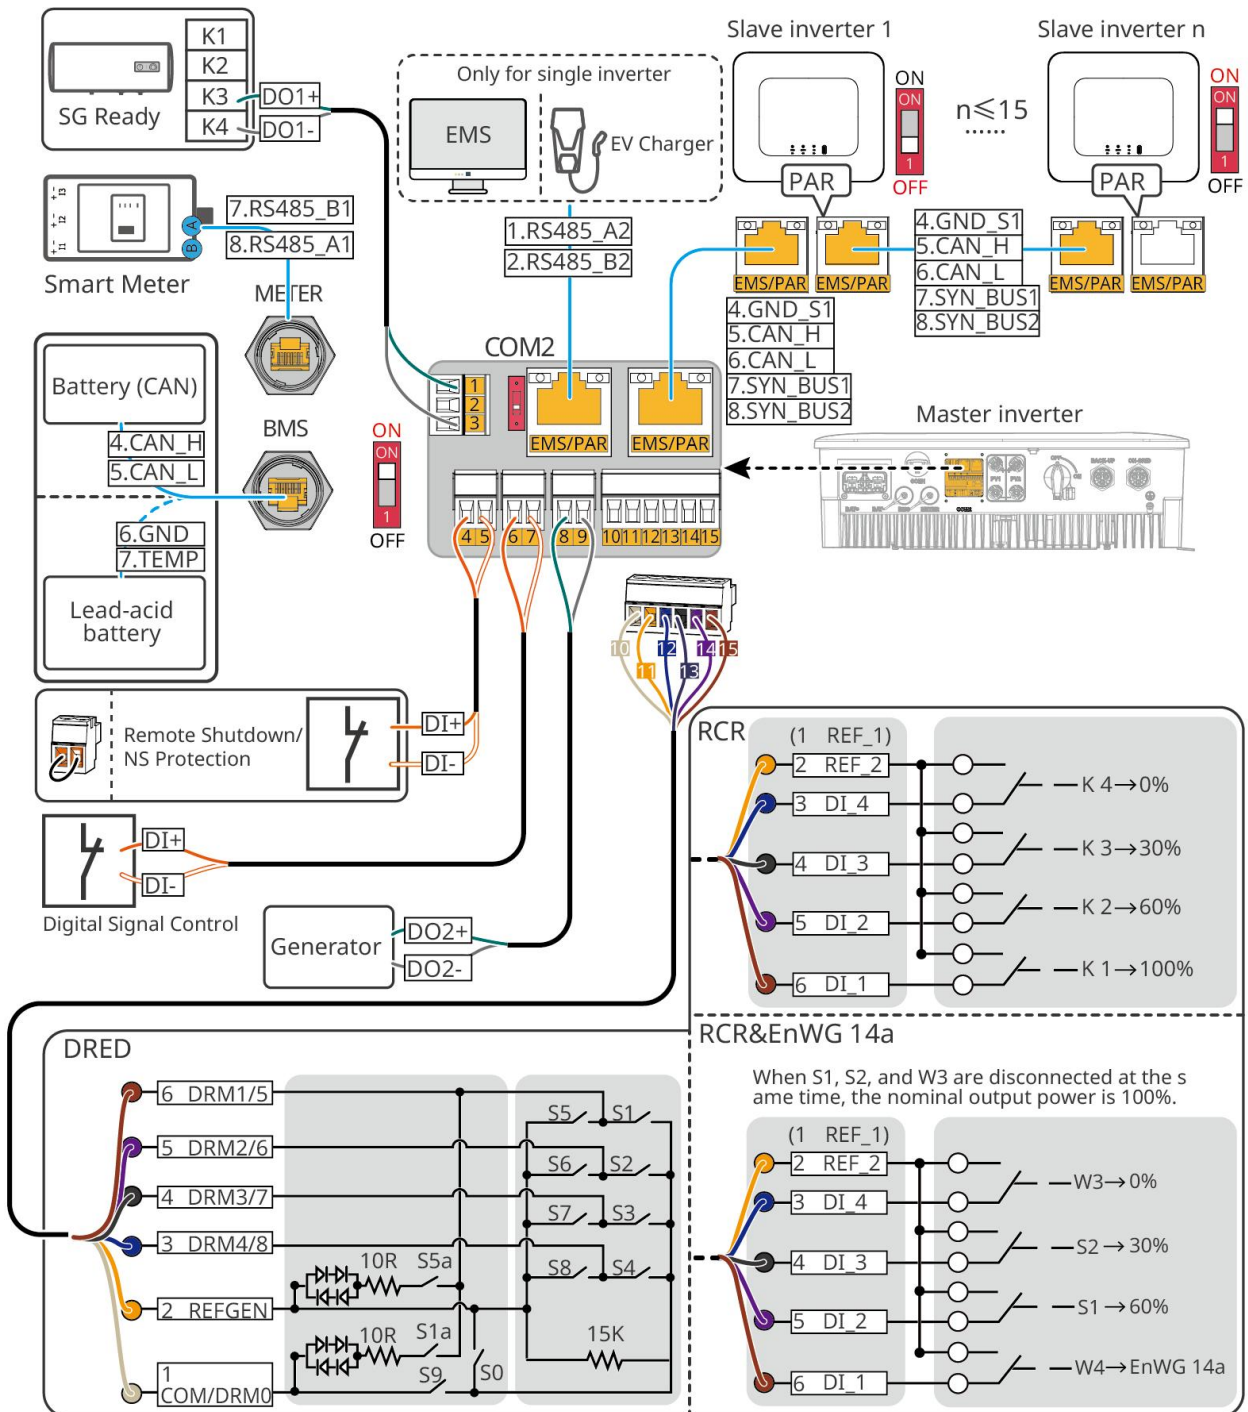 Slave inverter 1
Slave inverter n
K1
K2
K3
K4
DO1+
DO1-
SG Ready
Only for single inverter
EMS
EV Charger
ON
ON
1
OFF
n≤15
......
ON
ON
1
OFF
PAR
PAR
7.RS485_B1
8.RS485_A1
A
B
Smart Meter
1.RS485_A2
2.RS485_B2
EMS/PAR
EMS/PAR
4.GND_S1
5.CAN_H
6.CAN_L
7.SYN_BUS1
8.SYN_BUS2
EMS/PAR
EMS/PAR
4.GND_S1
5.CAN_H
6.CAN_L
7.SYN_BUS1
8.SYN_BUS2
METER
COM2
1
2
3
EMS/PAR
EMS/PAR
Battery (CAN)
4.CAN_H
5.CAN_L
BMS
ON
ON
1
OFF
Master inverter
6.GND
7.TEMP
Lead-acid
battery
4 5
6 7
8 9
10 11 12 13 14 15
10
11
12
13
14
15
Remote Shutdown/
NS Protection
DI+
DI-
DI+
DI-
Digital Signal Control
Generator
DO2+
DO2-
RCR
(1 REF_1)
2 REF_2
3 DI_4
4 DI_3
5 DI_2
6 DI_1
K 4→0%
K 3→30%
K 2→60%
K 1→100%
RCR&EnWG 14a
When S1, S2, and W3 are disconnected at the s
ame time, the nominal output power is 100%.
(1 REF_1)
2 REF_2
3 DI_4
4 DI_3
5 DI_2
6 DI_1
W3→0%
S2→30%
S1→60%
W4→EnWG 14a
DRED
6 DRM1/5
5 DRM2/6
4 DRM3/7
3 DRM4/8
2 REFGEN
1
COM/DRM0
S5 S1
S6 S2
S7 S3
S8 S4
10R S5a
10R S1a
S9
S0
15K